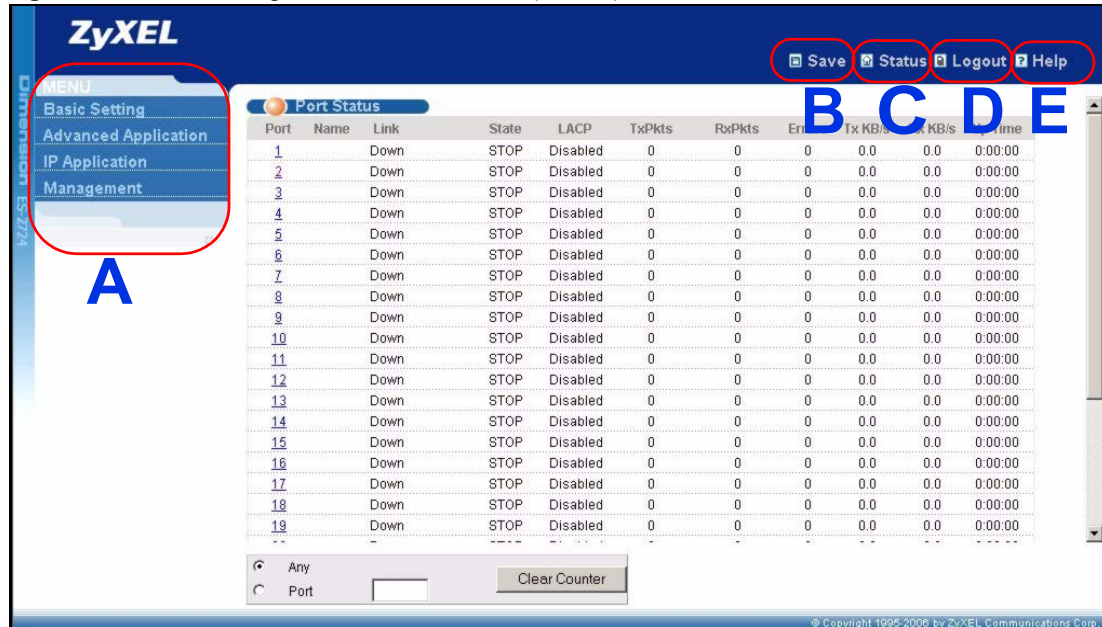 ZyXEL
Save Status Logout Help
B C D E
Dimension ES-2724
MENU
Basic Setting
Advanced Application
IP Application
Management
A
Port Status
Port Name Link State LACP TxPkts RxPkts Tx KB/s KB/s Time
1 Down STOP Disabled 0 0 0 0.0 0.0 0:00:00
2 Down STOP Disabled 0 0 0 0.0 0.0 0:00:00
3 Down STOP Disabled 0 0 0 0.0 0.0 0:00:00
4 Down STOP Disabled 0 0 0 0.0 0.0 0:00:00
5 Down STOP Disabled 0 0 0 0.0 0.0 0:00:00
6 Down STOP Disabled 0 0 0 0.0 0.0 0:00:00
7 Down STOP Disabled 0 0 0 0.0 0.0 0:00:00
8 Down STOP Disabled 0 0 0 0.0 0.0 0:00:00
9 Down STOP Disabled 0 0 0 0.0 0.0 0:00:00
10 Down STOP Disabled 0 0 0 0.0 0.0 0:00:00
11 Down STOP Disabled 0 0 0 0.0 0.0 0:00:00
12 Down STOP Disabled 0 0 0 0.0 0.0 0:00:00
13 Down STOP Disabled 0 0 0 0.0 0.0 0:00:00
14 Down STOP Disabled 0 0 0 0.0 0.0 0:00:00
15 Down STOP Disabled 0 0 0 0.0 0.0 0:00:00
16 Down STOP Disabled 0 0 0 0.0 0.0 0:00:00
17 Down STOP Disabled 0 0 0 0.0 0.0 0:00:00
18 Down STOP Disabled 0 0 0 0.0 0.0 0:00:00
19 Down STOP Disabled 0 0 0 0.0 0.0 0:00:00
Any
Port
Clear Counter
© Copyright 1995-2006 by ZyXEL Communications Corp.